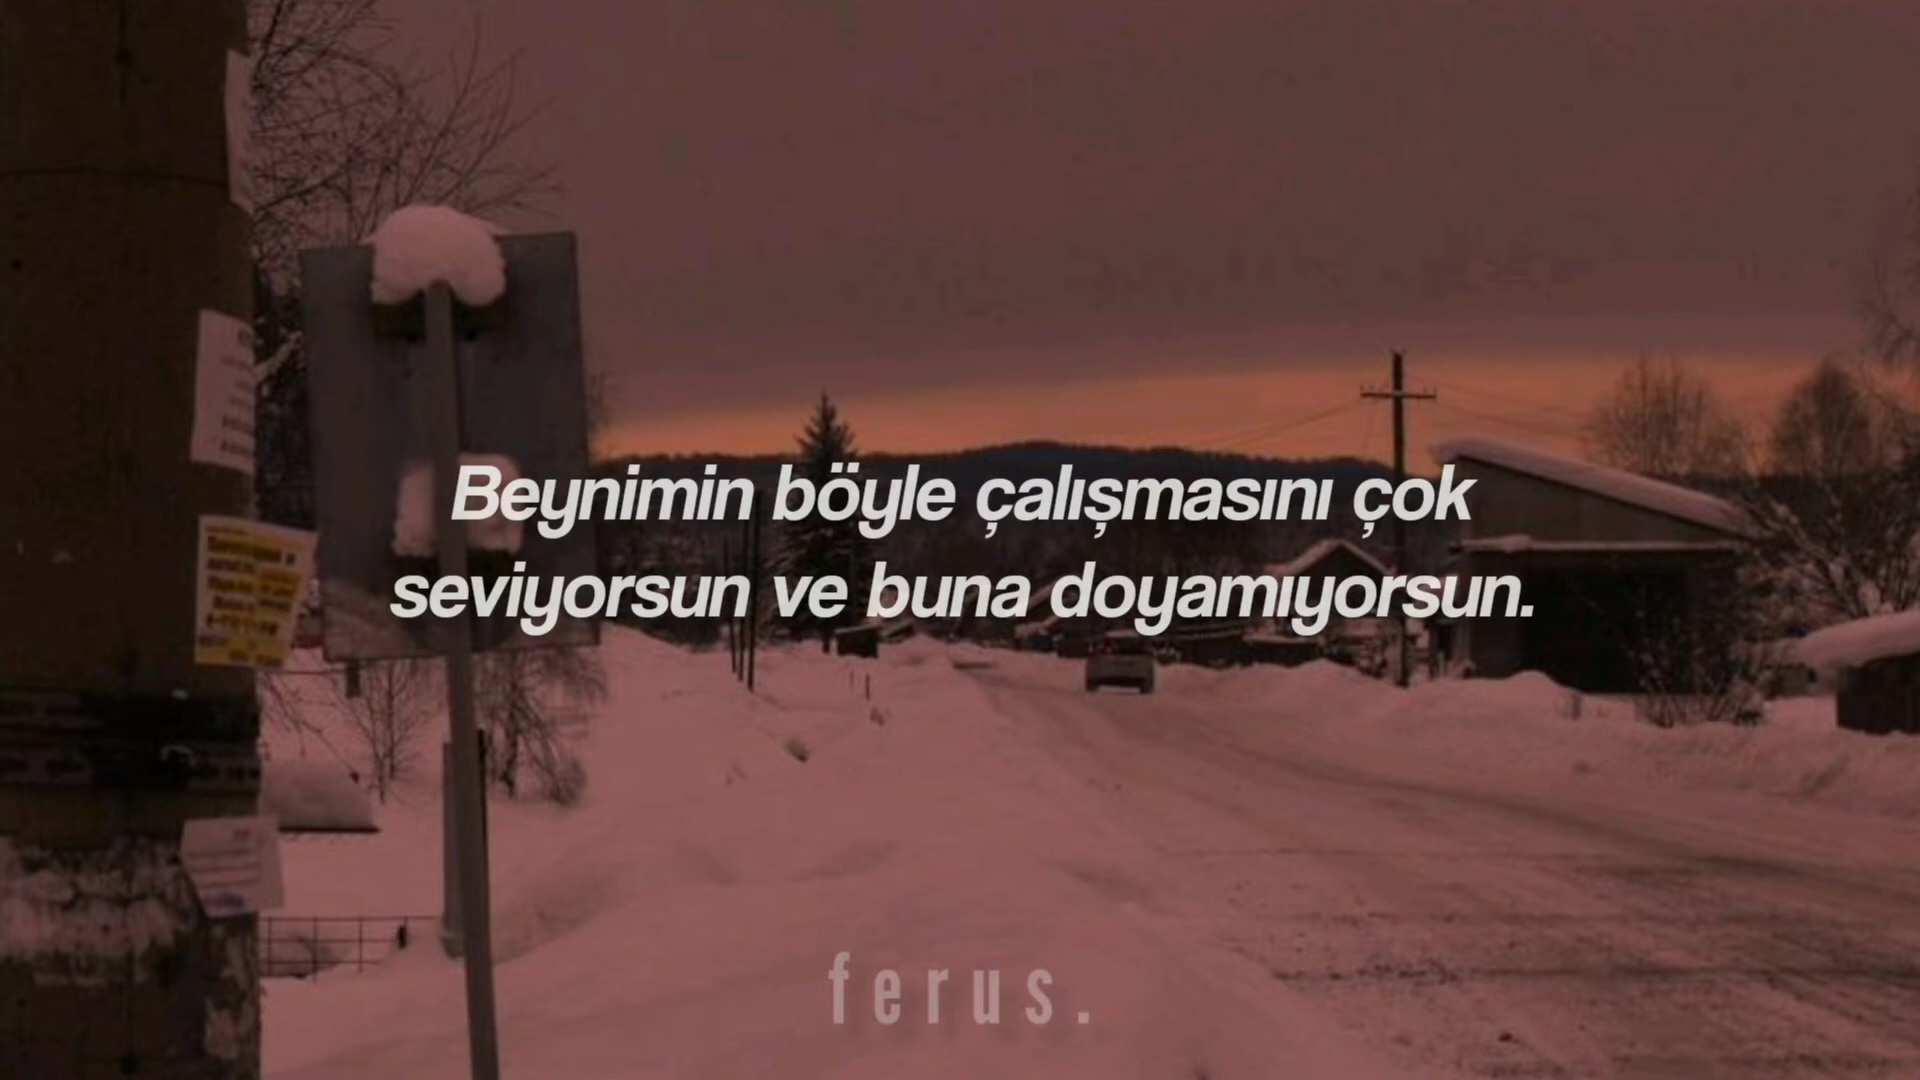 Beynimin böyle çalışmasını çok
seviyorsun ve buna doyamıyorsun.
ferus.